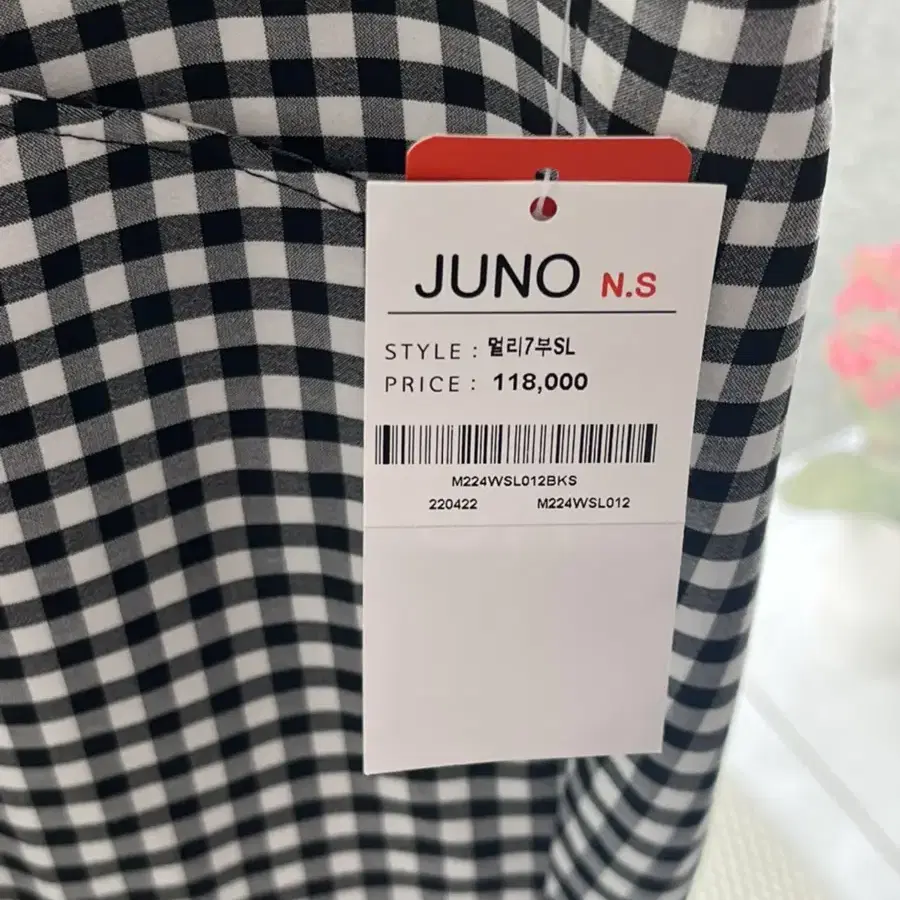 JUNO N.S
STYLE : 멀리7부SL
PRICE : 118,000
M224WSL012BKS
220422 M224WSL012